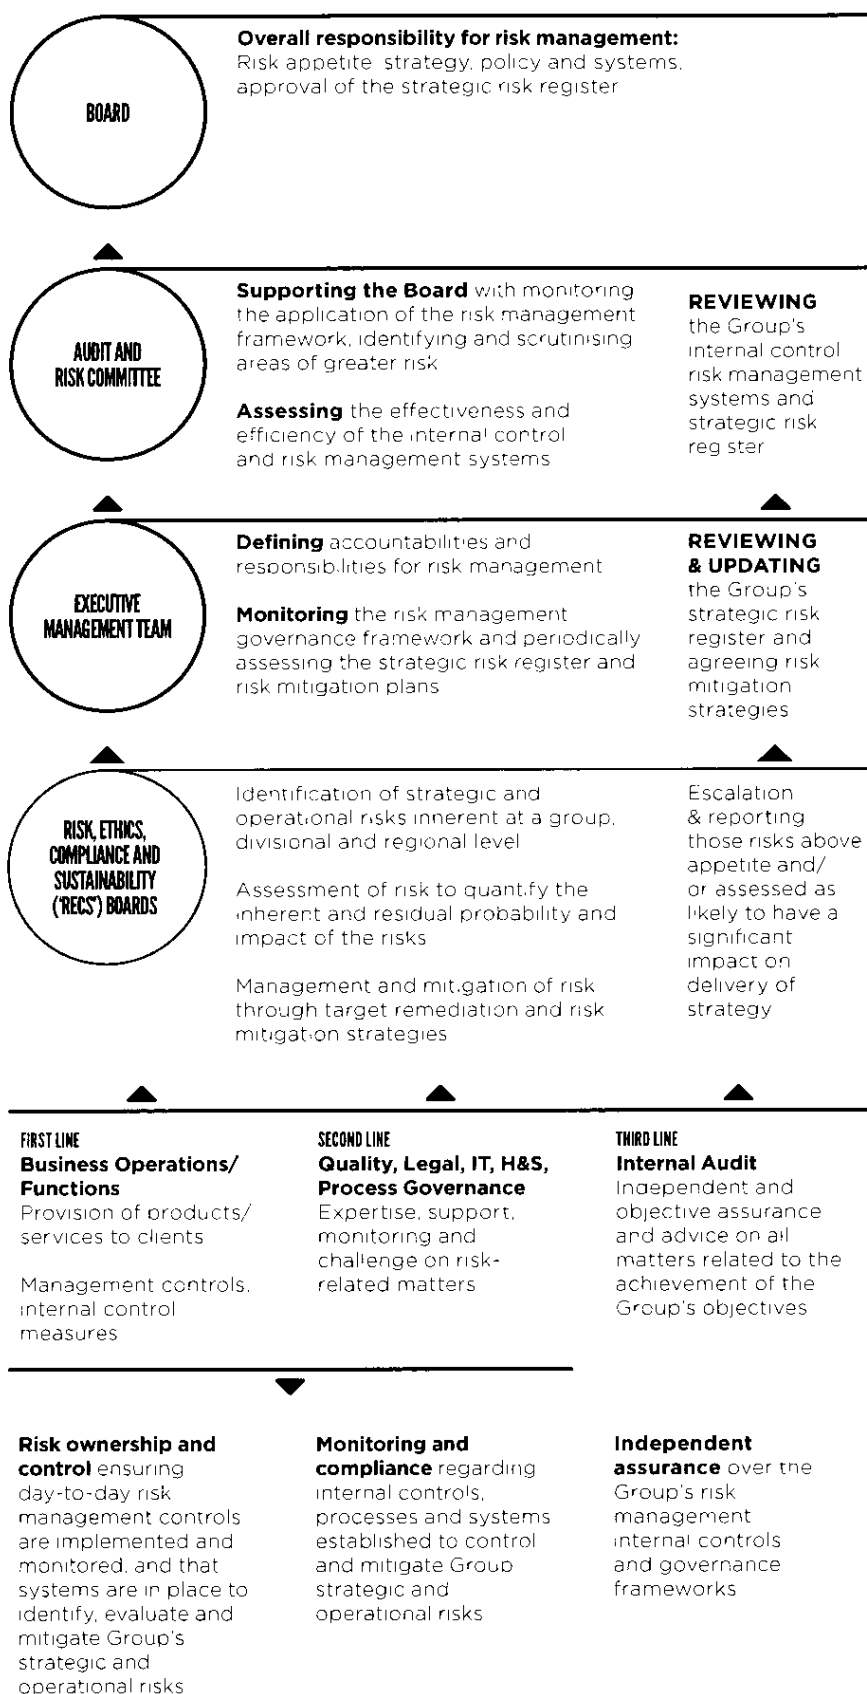 BOARD
Overall responsibility for risk management:
Risk appetite strategy, policy and systems,
approval of the strategic risk register
AUDIT AND
RISK COMMITTEE
Supporting the Board with monitoring
the application of the risk management
framework, identifying and scrutinising
areas of greater risk
Assessing the effectiveness and
efficiency of the internal control
and risk management systems
REVIEWING
the Group's
internal control
risk management
systems and
strategic risk
register
EXECUTIVE
MANAGEMENT TEAM
Defining accountabilities and
responsibilities for risk management
Monitoring the risk management
governance framework and periodically
assessing the strategic risk register and
risk mitigation plans
REVIEWING
& UPDATING
the Group's
strategic risk
register and
agreeing risk
mitigation
strategies
RISK, ETHICS,
COMPLIANCE AND
SUSTAINABILITY
('RECS') BOARDS
Identification of strategic and
operational risks inherent at a group,
divisional and regional level
Assessment of risk to quantify the
inherent and residual probability and
impact of the risks
Management and mitigation of risk
through target remediation and risk
mitigation strategies
Escalation
& reporting
those risks above
appetite and/
or assessed as
likely to have a
significant
impact on
delivery of
strategy
FIRST LINE
Business Operations/
Functions
Provision of products/
services to clients
Management controls,
internal control
measures
SECOND LINE
Quality, Legal, IT, H&S,
Process Governance
Expertise, support,
monitoring and
challenge on risk-
related matters
THIRD LINE
Internal Audit
Independent and
objective assurance
and advice on all
matters related to the
achievement of the
Group's objectives
Risk ownership and
control ensuring
day-to-day risk
management controls
are implemented and
monitored, and that
systems are in place to
identify, evaluate and
mitigate Group's
strategic and
operational risks
Monitoring and
compliance regarding
internal controls,
processes and systems
established to control
and mitigate Group
strategic and
operational risks
Independent
assurance over the
Group's risk
management
internal controls
and governance
frameworks